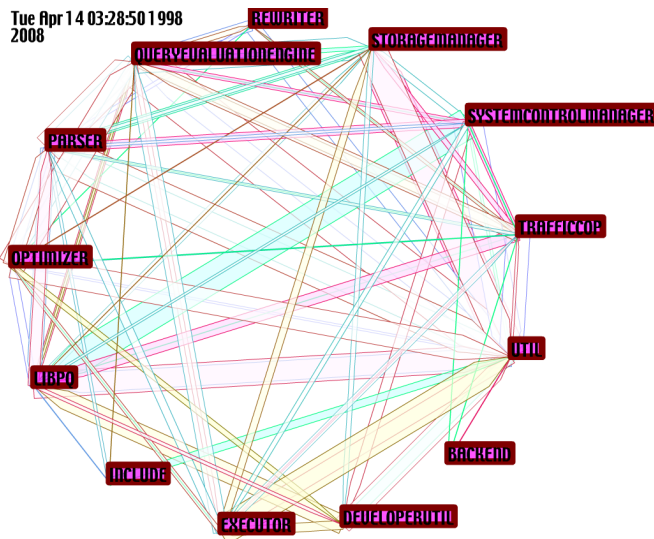 Tue Apr 14 03:28:50 1998
2008
REWRITER
STORAGEMANAGER
QUERYEVALUATIONENGINE
SYSTEMCONTROLMANAGER
PARSER
TRAFFICCOP
OPTIMIZER
UTIL
LIBPQ
BACKEND
INCLUDE
DEVELOPERUTIL
EXECUTOR